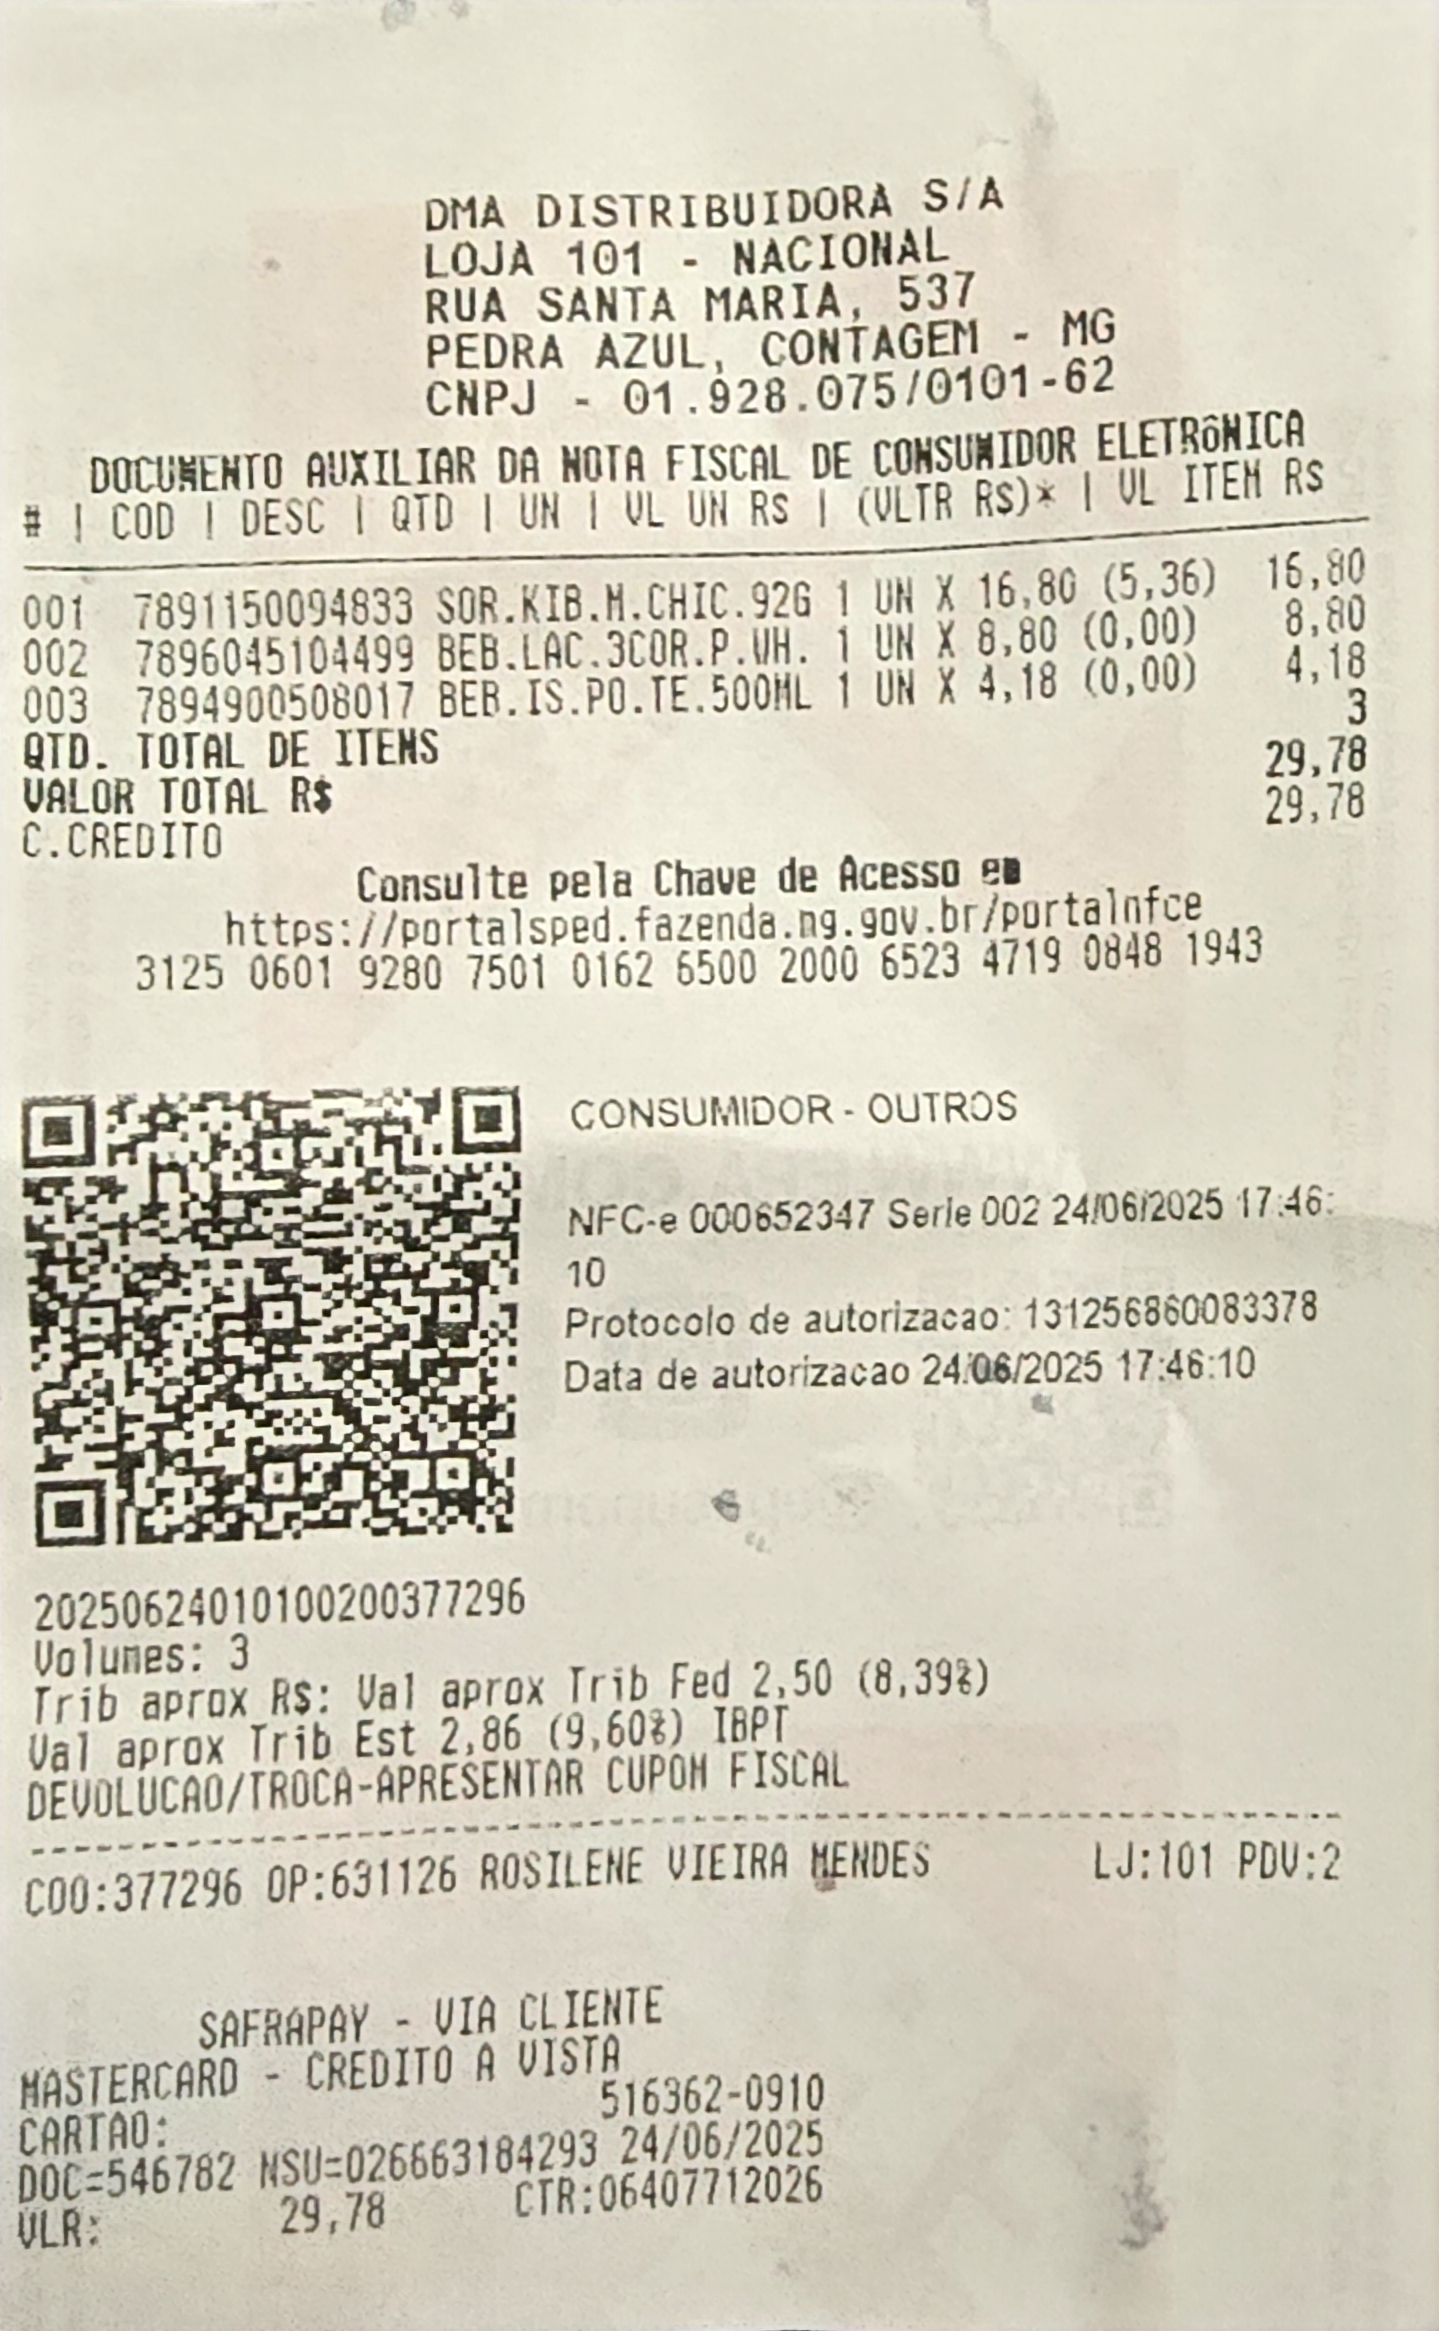 DMA DISTRIBUIDORA S/A
LOJA 101 - NACIONAL
RUA SANTA MARIA, 537
PEDRA AZUL, CONTAGEM - MG
CNPJ - 01.928.075/0101-62
DOCUMENTO AUXILIAR DA NOTA FISCAL DE CONSUMIDOR ELETRÔNICA
# | COD | DESC | QTD | UN | VL UN RS | (VLTR RS)* | VL ITEM RS
001 7891150094833 SOR.KIB.M.CHIC.92G 1 UN X 16,80 (5,36) 16,80
002 7896045104499 BEB.LAC.3COR.P.WH. 1 UN X 8,80 (0,00) 8,80
003 7894900508017 BEB.IS.PO.TE.500ML 1 UN X 4,18 (0,00) 4,18
QTD. TOTAL DE ITENS 3
VALOR TOTAL R$ 29,78
C.CREDITO 29,78
Consulte pela Chave de Acesso em
https://portalsped.fazenda.mg.gov.br/portalnfce
3125 0601 9280 7501 0162 6500 2000 6523 4719 0848 1943
CONSUMIDOR - OUTROS
NFC-e 000652347 Serie 002 24/06/2025 17:46:
10
Protocolo de autorizacao: 131256860083378
Data de autorizacao 24/06/2025 17:46:10
202506240101002003​77296
Volumes: 3
Trib aprox R$: Val aprox Trib Fed 2,50 (8,39%)
Val aprox Trib Est 2,86 (9,60%) IBPT
DEVOLUCAO/TROCA-APRESENTAR CUPOM FISCAL
COO:377296 OP:631126 ROSILENE VIEIRA MENDES LJ:101 PDV:2
SAFRAPAY - VIA CLIENTE
MASTERCARD - CREDITO A VISTA
CARTAO: 516362-0910
DOC=546782 NSU=026663184293 24/06/2025
VLR: 29,78 CTR:06407712026